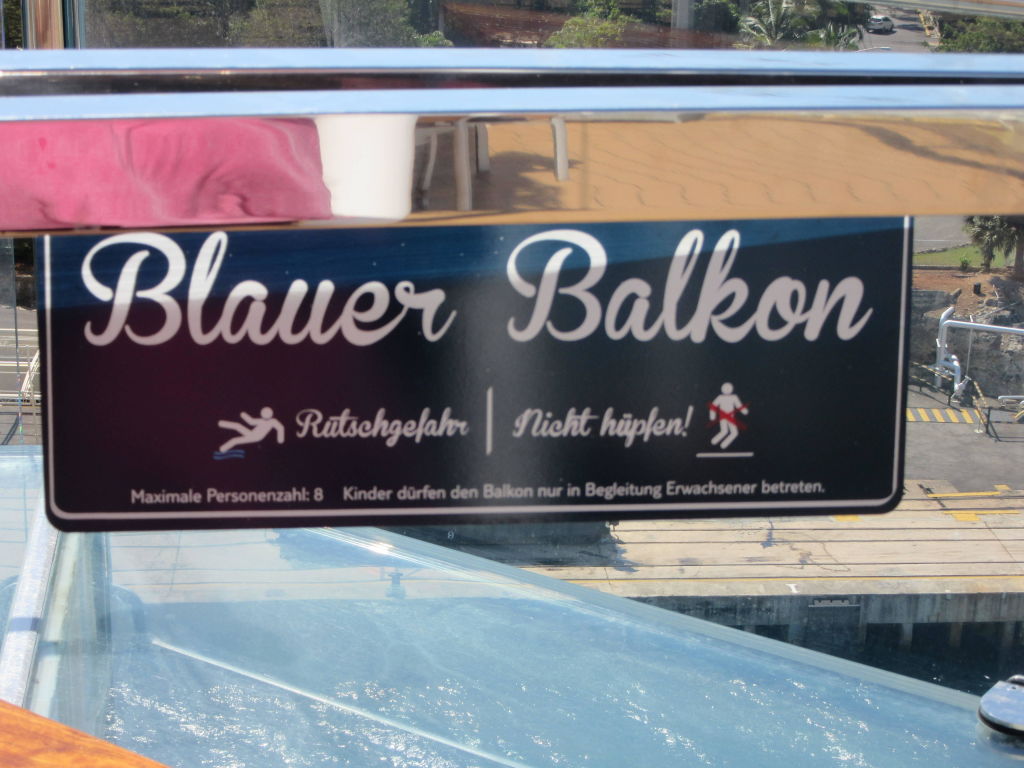 Blauer Balkon
Rutschgefahr | Nicht hüpfen!
Maximale Personenzahl: 8 Kinder dürfen den Balkon nur in Begleitung Erwachsener betreten.